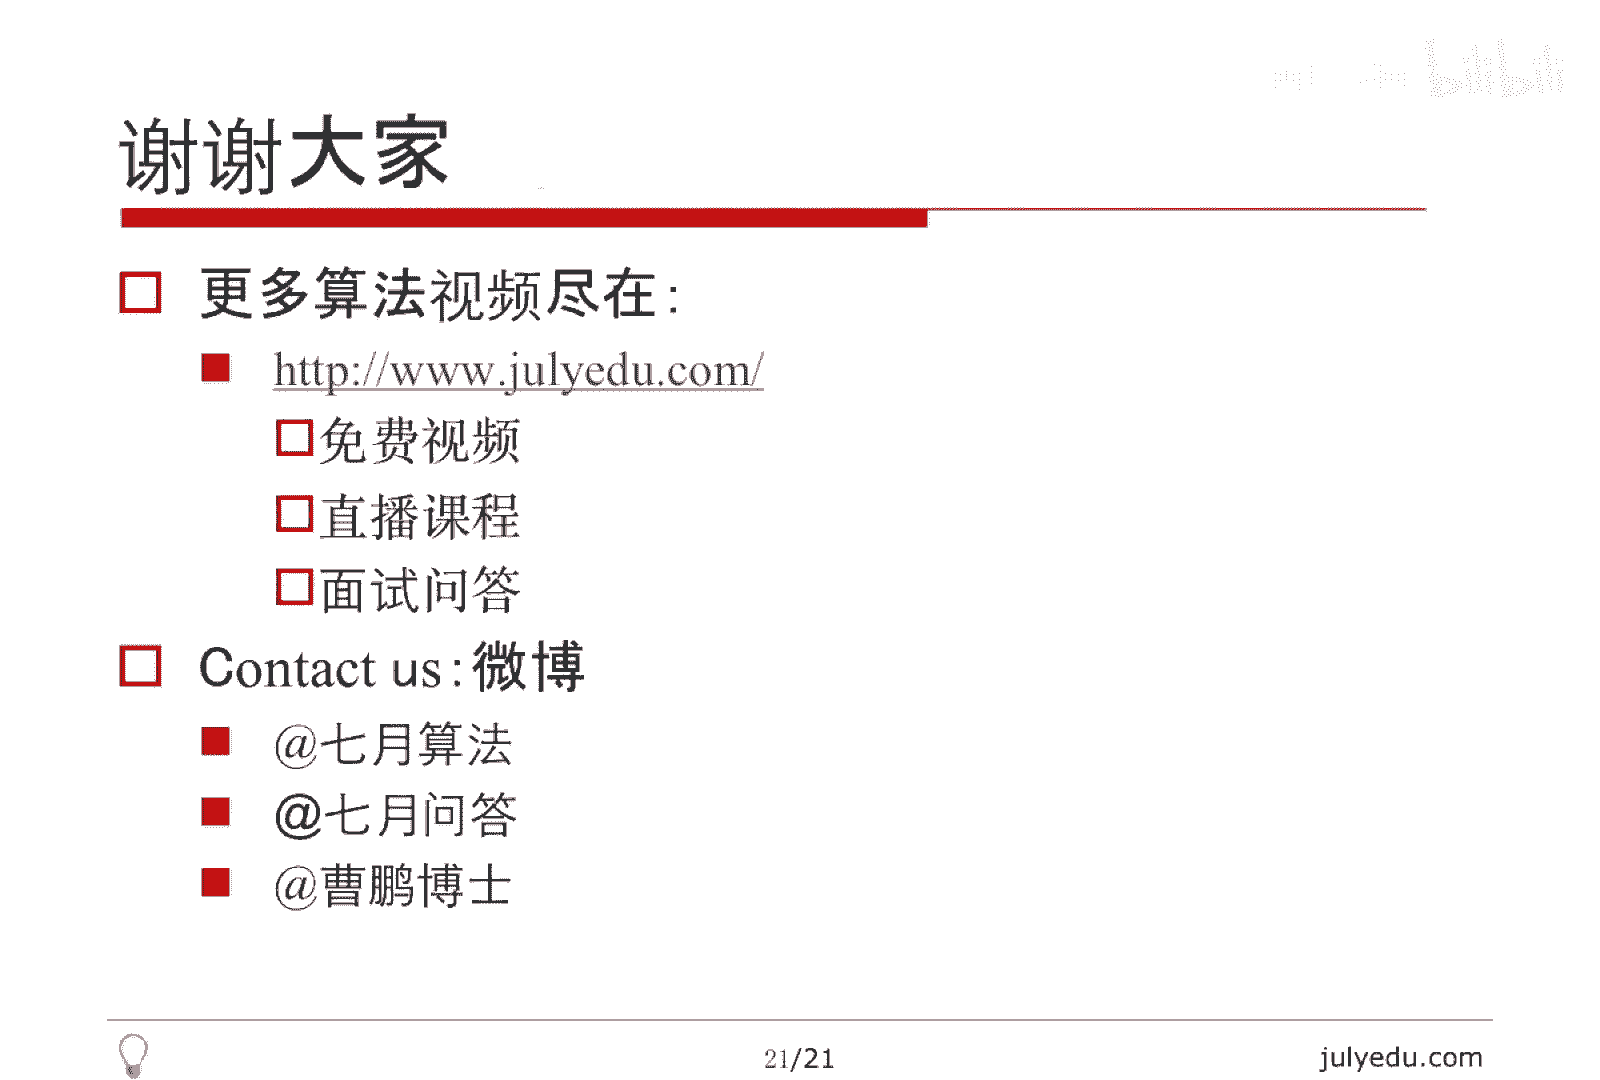 bilibili
谢谢大家
更多算法视频尽在:
http://www.julyedu.com/
免费视频
直播课程
面试问答
Contact us:微博
@七月算法
@七月问答
@曹鹏博士
21/21
julyedu.com